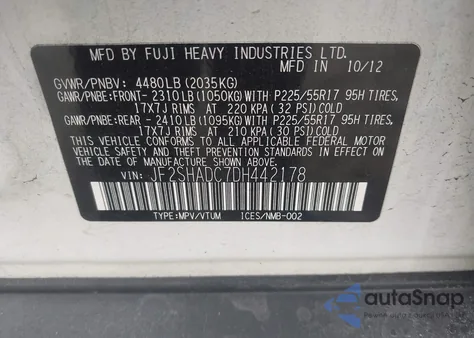 MFD. BY FUJI HEAVY INDUSTRIES LTD.
MADE IN JAPAN 10/12
GVWR/PNBV: 4480LB (2035KG)
GAWR/PNBE:FRONT-2310LB(1050KG)WITH P225/55R17 95H TIRES,
17X7J RIMS AT 220 KPA ( 32 PSI ) COLD
GAWR/PNBE:REAR -2410LB(1095KG)WITH P225/55R17 95H TIRES,
17X7J RIMS AT 210 KPA ( 30 PSI ) COLD
THIS VEHICLE CONFORMS TO ALL APPLICABLE FEDERAL MOTOR
VEHICLE SAFETY STANDARDS IN EFFECT ON THE DATE OF
MANUFACTURE SHOWN ABOVE.
VIN: JF2SHADC7DH442178
TYPE:MPV/VTUM ICES/NMB-002
autoSnap